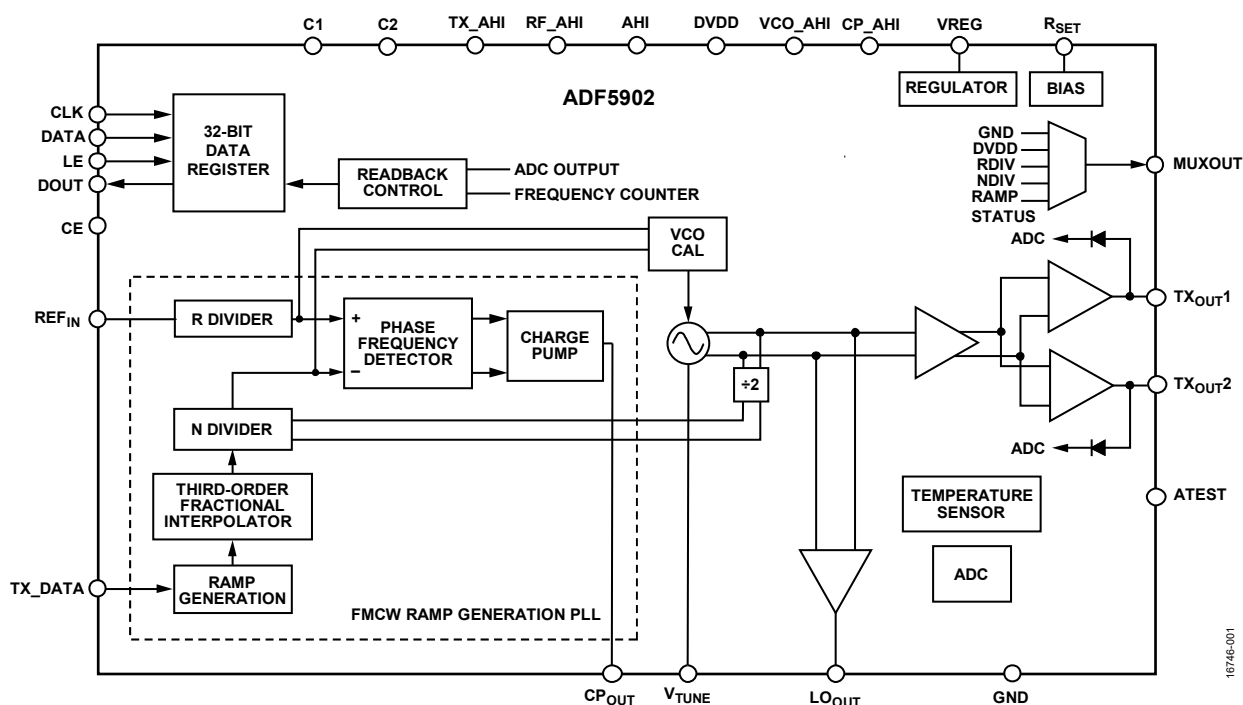 C1
C2
TX_AHI
RF_AHI
AHI
DVDD
VCO_AHI
CP_AHI
VREG
RSET
ADF5902
REGULATOR
BIAS
CLK
DATA
LE
DOUT
CE
32-BIT
DATA
REGISTER
READBACK
CONTROL
ADC OUTPUT
FREQUENCY COUNTER
GND
DVDD
RDIV
NDIV
RAMP
STATUS
MUXOUT
VCO
CAL
ADC
REFIN
R DIVIDER
+
–
PHASE
FREQUENCY
DETECTOR
CHARGE
PUMP
TXOUT1
÷2
TXOUT2
N DIVIDER
ADC
THIRD-ORDER
FRACTIONAL
INTERPOLATOR
TEMPERATURE
SENSOR
ATEST
TX_DATA
RAMP
GENERATION
ADC
FMCW RAMP GENERATION PLL
CPOUT
VTUNE
LOOUT
GND
16746-001